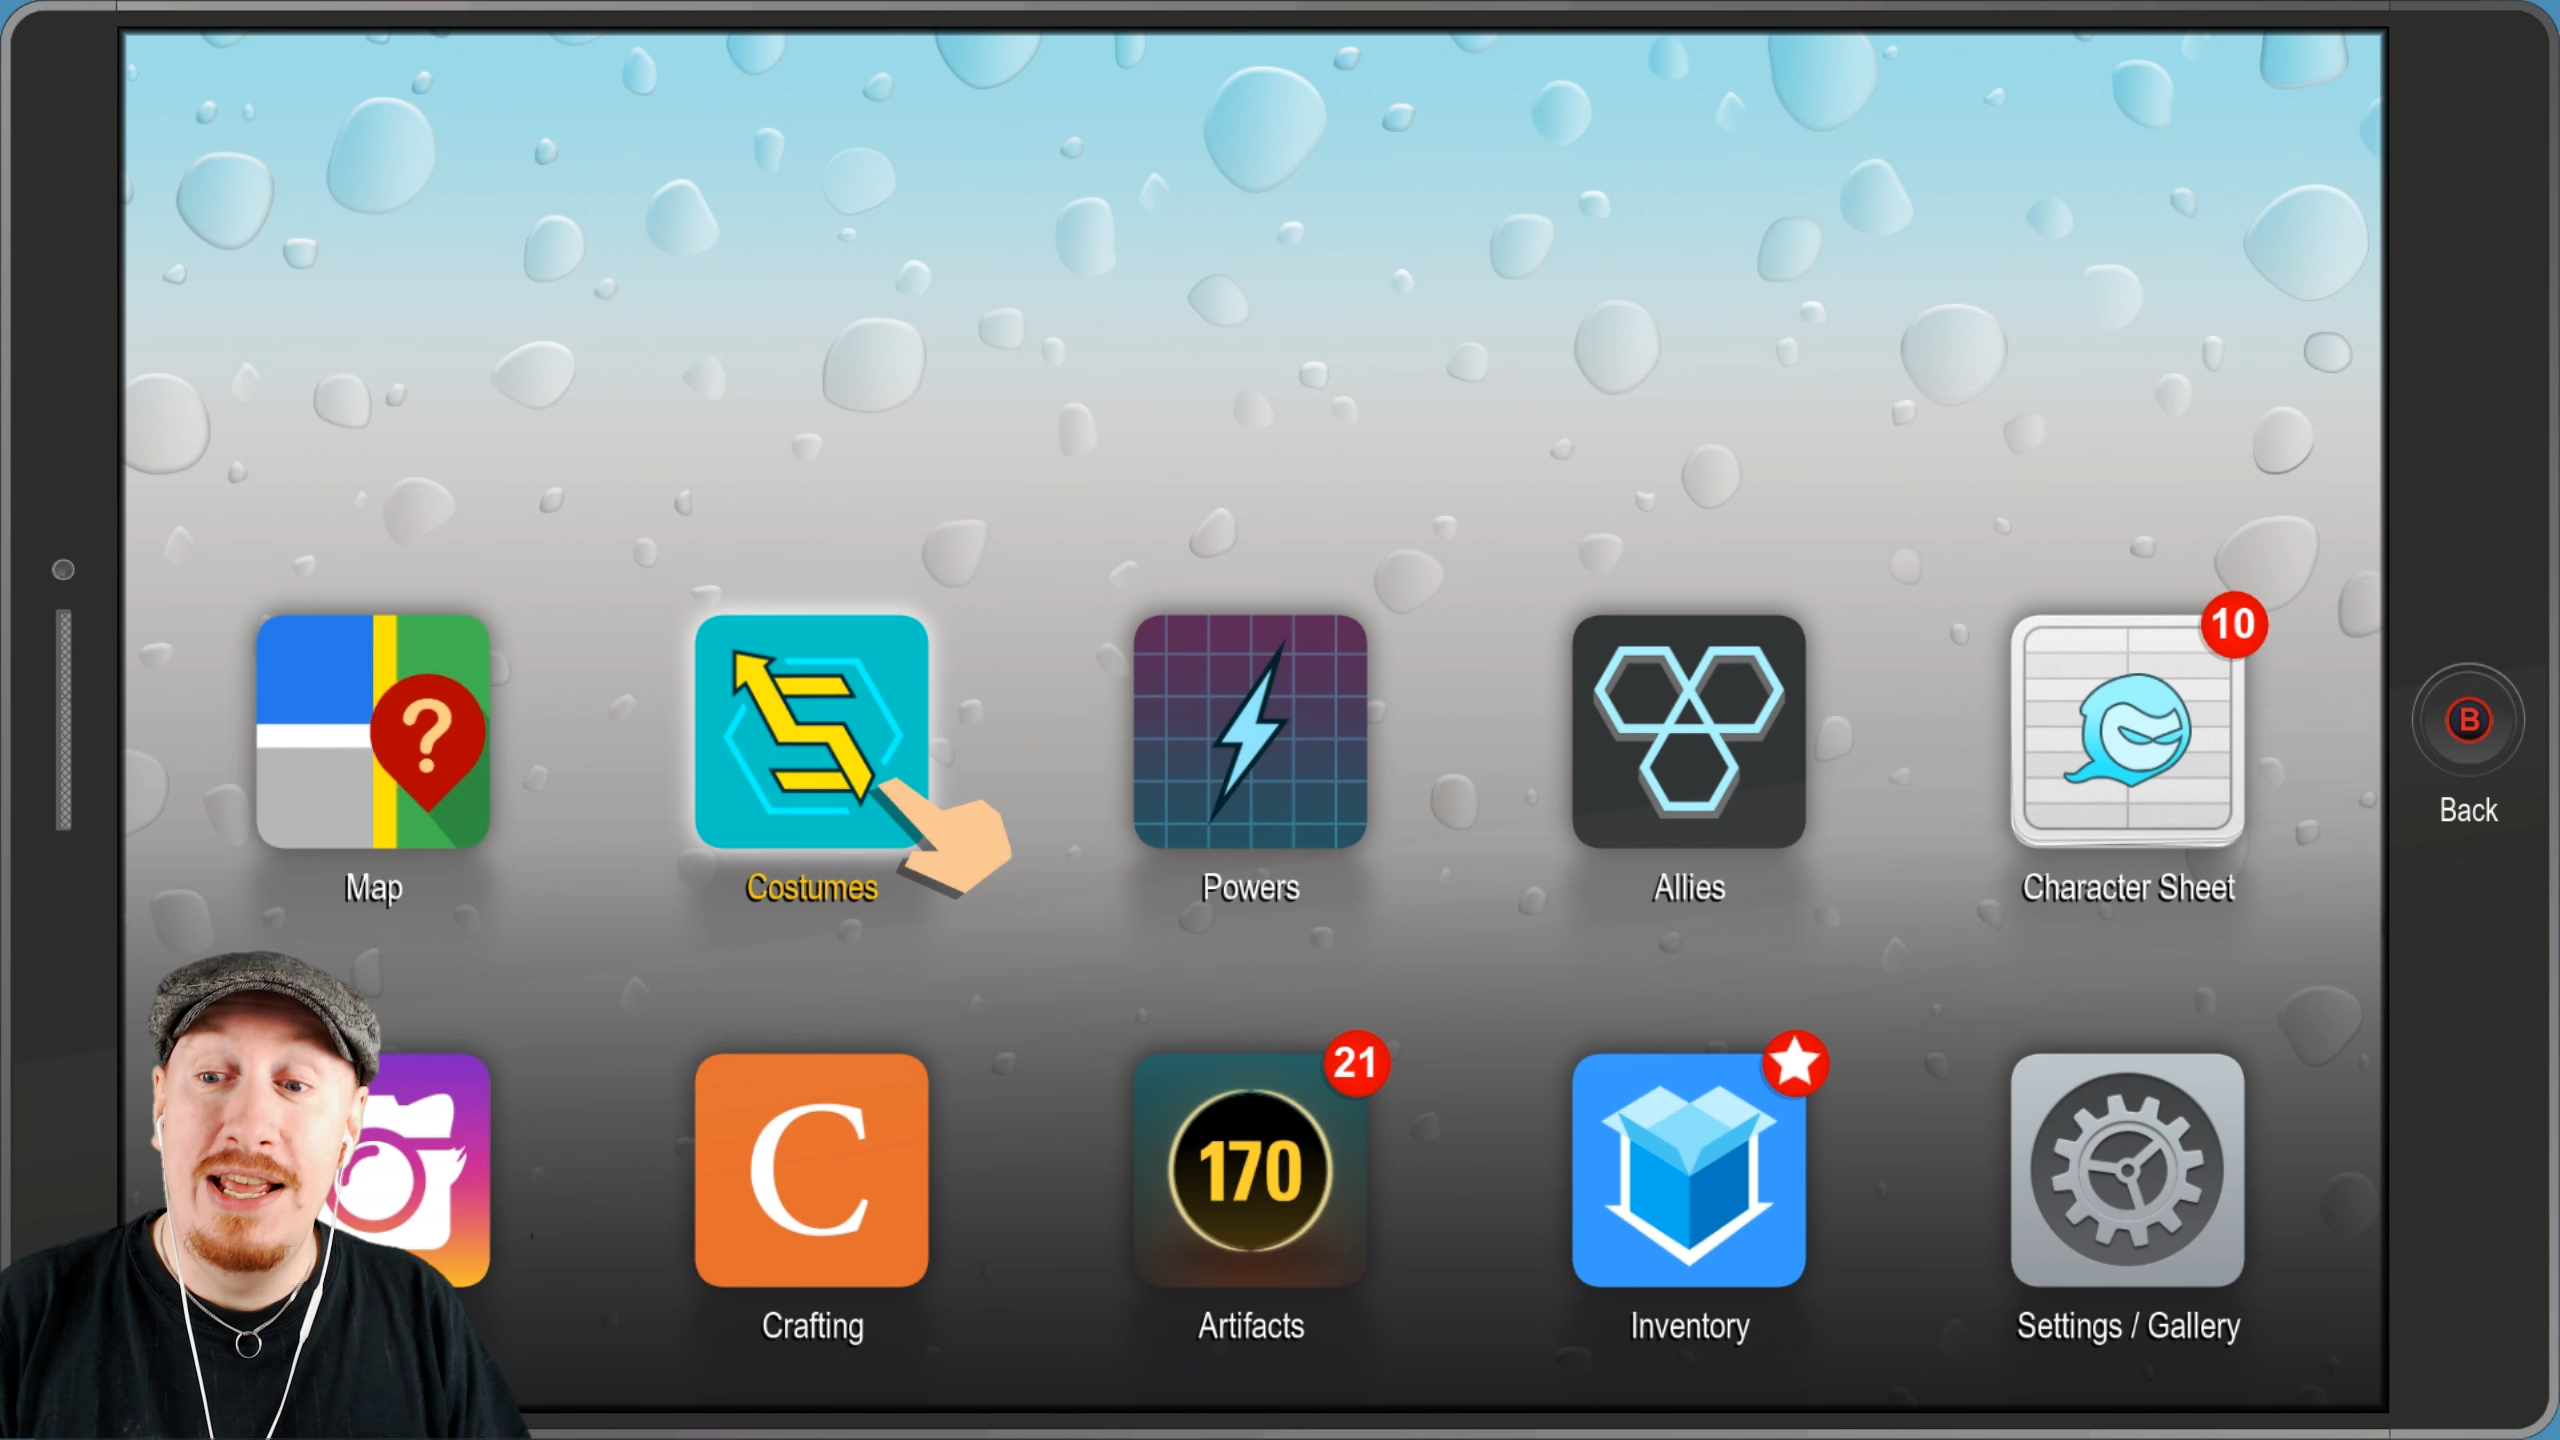 10
?
B
Back
Map
Costumes
Powers
Allies
Character Sheet
21
C
170
Crafting
Artifacts
Inventory
Settings / Gallery